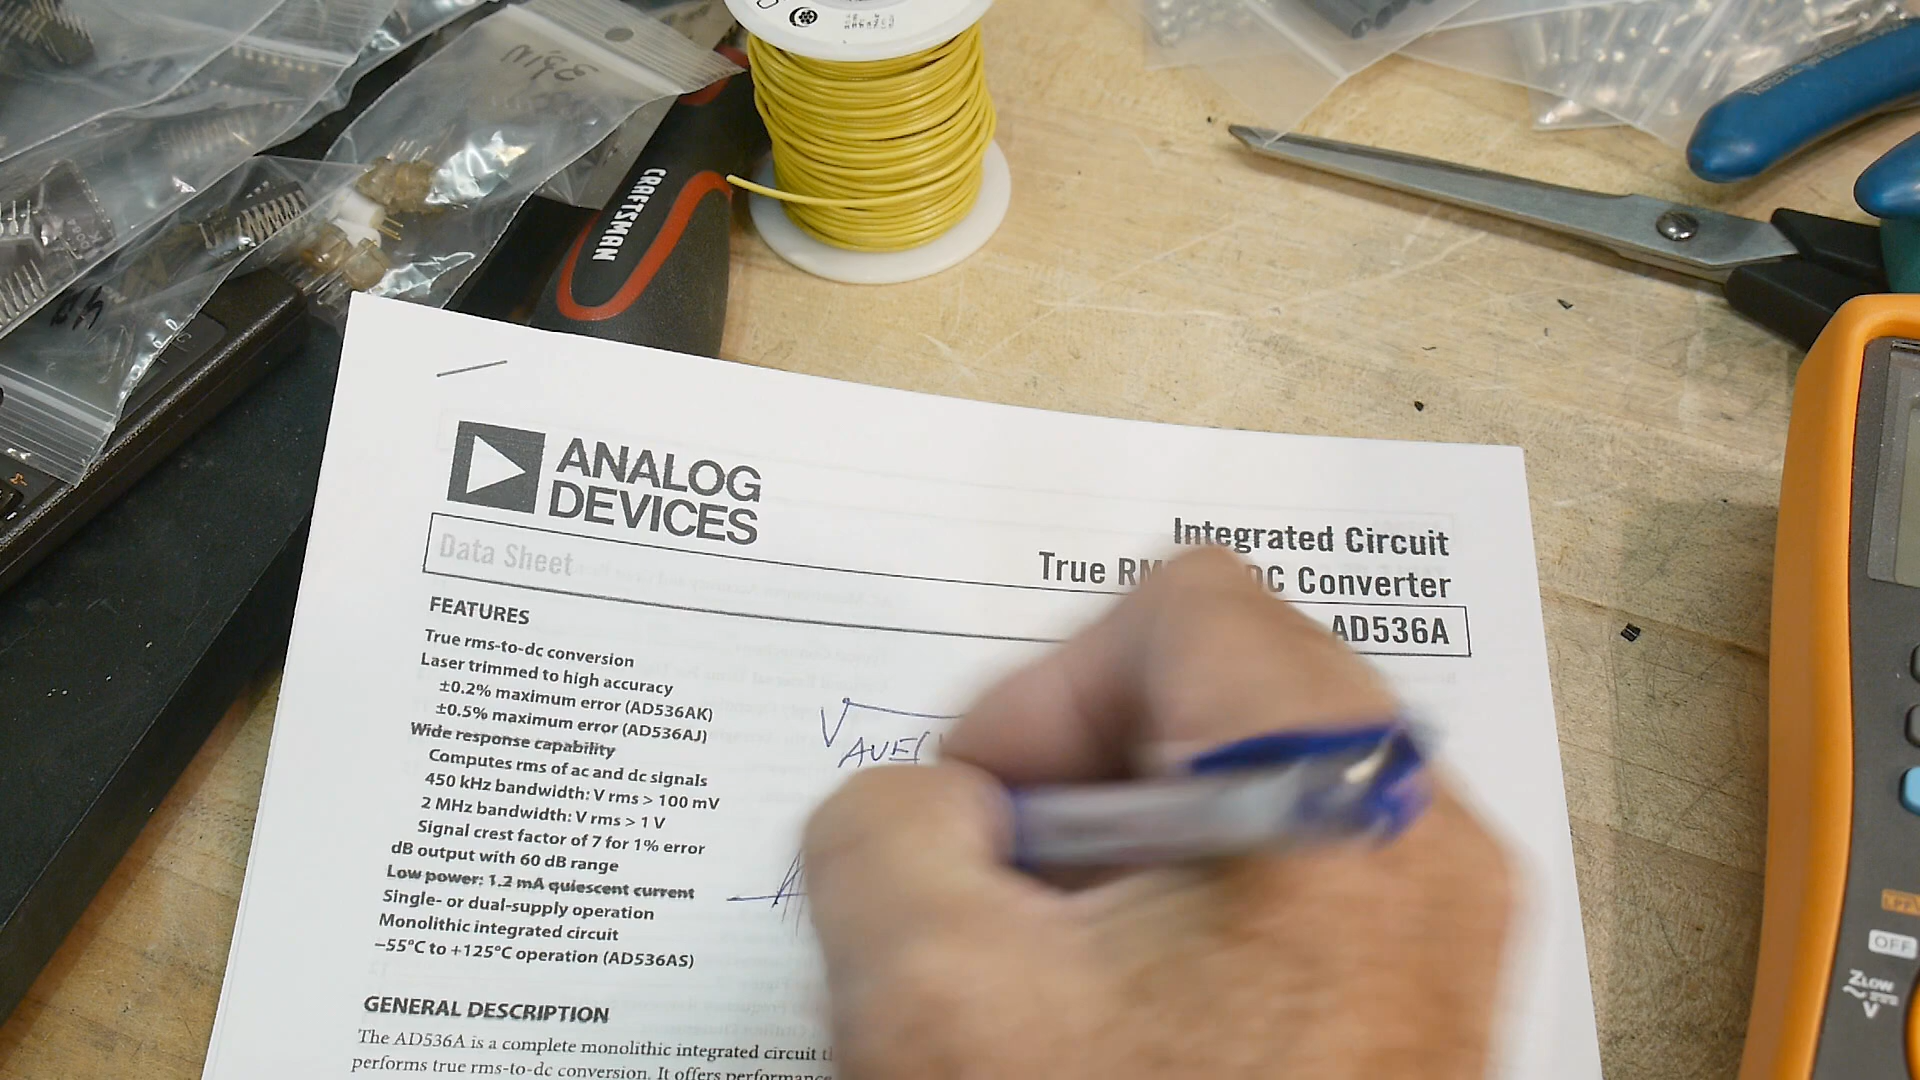 CRAFTSMAN
ANALOG
DEVICES
Data Sheet
Integrated Circuit
True DC Converter
AD536A
FEATURES
True rms-to-dc conversion
Laser trimmed to high accuracy
±0.2% maximum error (AD536AK)
±0.5% maximum error (AD536AJ)
Wide response capability
Computes rms of ac and dc signals
450 kHz bandwidth: V rms > 100 mV
2 MHz bandwidth: V rms > 1 V
Signal crest factor of 7 for 1% error
dB output with 60 dB range
Low power: 1.2 mA quiescent current
Single- or dual-supply operation
Monolithic integrated circuit
−55°C to +125°C operation (AD536AS)
√AVE(
GENERAL DESCRIPTION
The AD536A is a complete monolithic integrated circuit
performs true rms-to-dc conversion. It offers performance
OFF
ZLOW
V